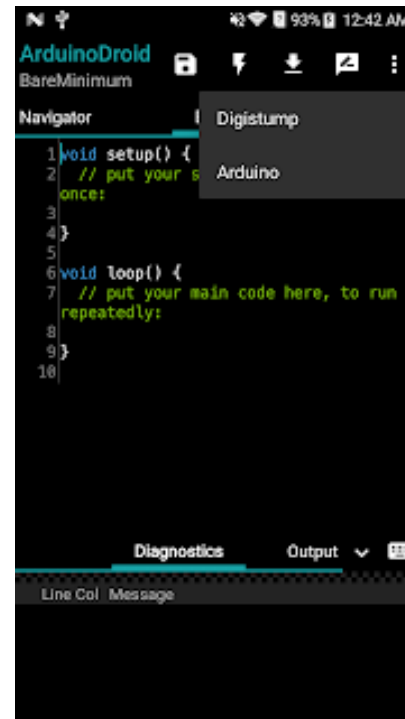 93% 12:42 AM
ArduinoDroid
BareMinimum
Navigator
Digistump
Arduino
1 void setup() {
2 // put your s
once:
3
4 }
5
6 void loop() {
7 // put your main code here, to run
repeatedly:
8
9 }
10
Diagnostics Output
Line Col Message